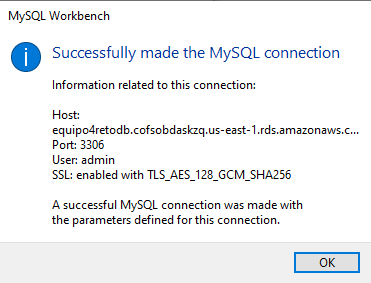 MySQL Workbench
Successfully made the MySQL connection
Information related to this connection:
Host:
equipo4retodb.cofsobdaskzq.us-east-1.rds.amazonaws.c...
Port: 3306
User: admin
SSL: enabled with TLS_AES_128_GCM_SHA256
A successful MySQL connection was made with
the parameters defined for this connection.
OK